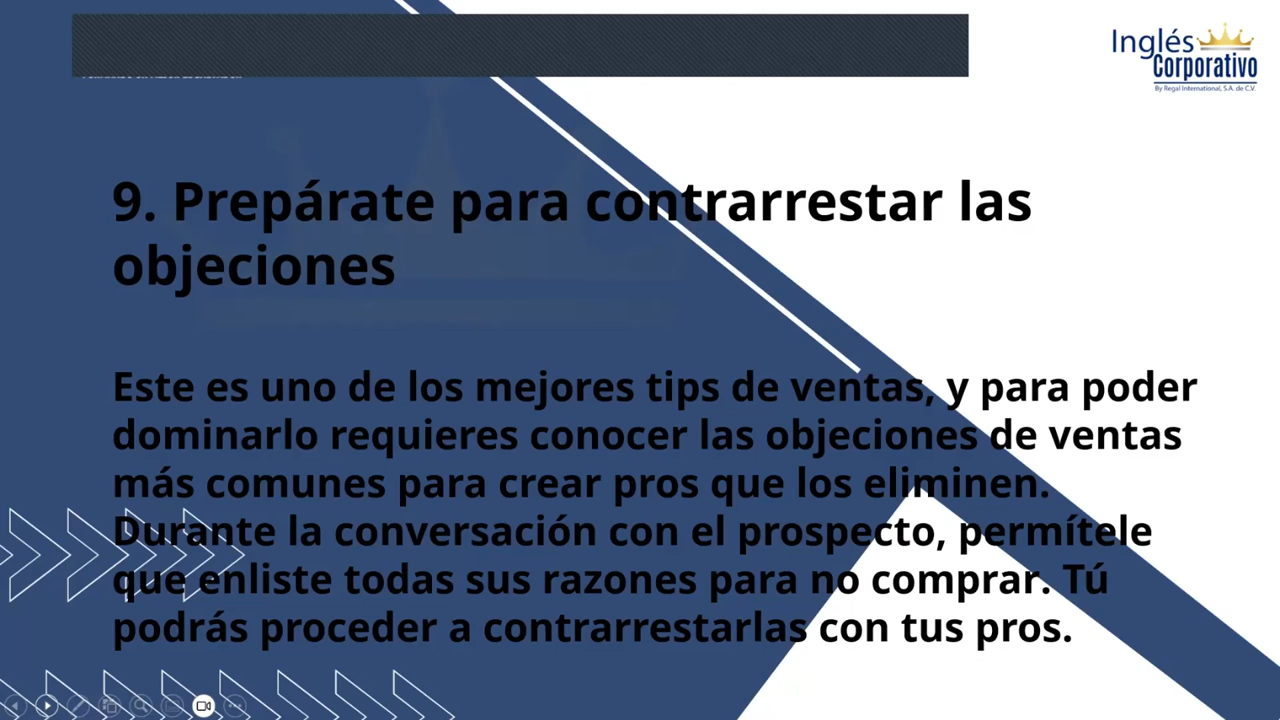 Inglés
Corporativo
By Regal International, S.A. de C.V.
9. Prepárate para contrarrestar las
objeciones
Este es uno de los mejores tips de ventas, y para poder
dominarlo requieres conocer las objeciones de ventas
más comunes para crear pros que los eliminen.
Durante la conversación con el prospecto, permítele
que enliste todas sus razones para no comprar. Tú
podrás proceder a contrarrestarlas con tus pros.